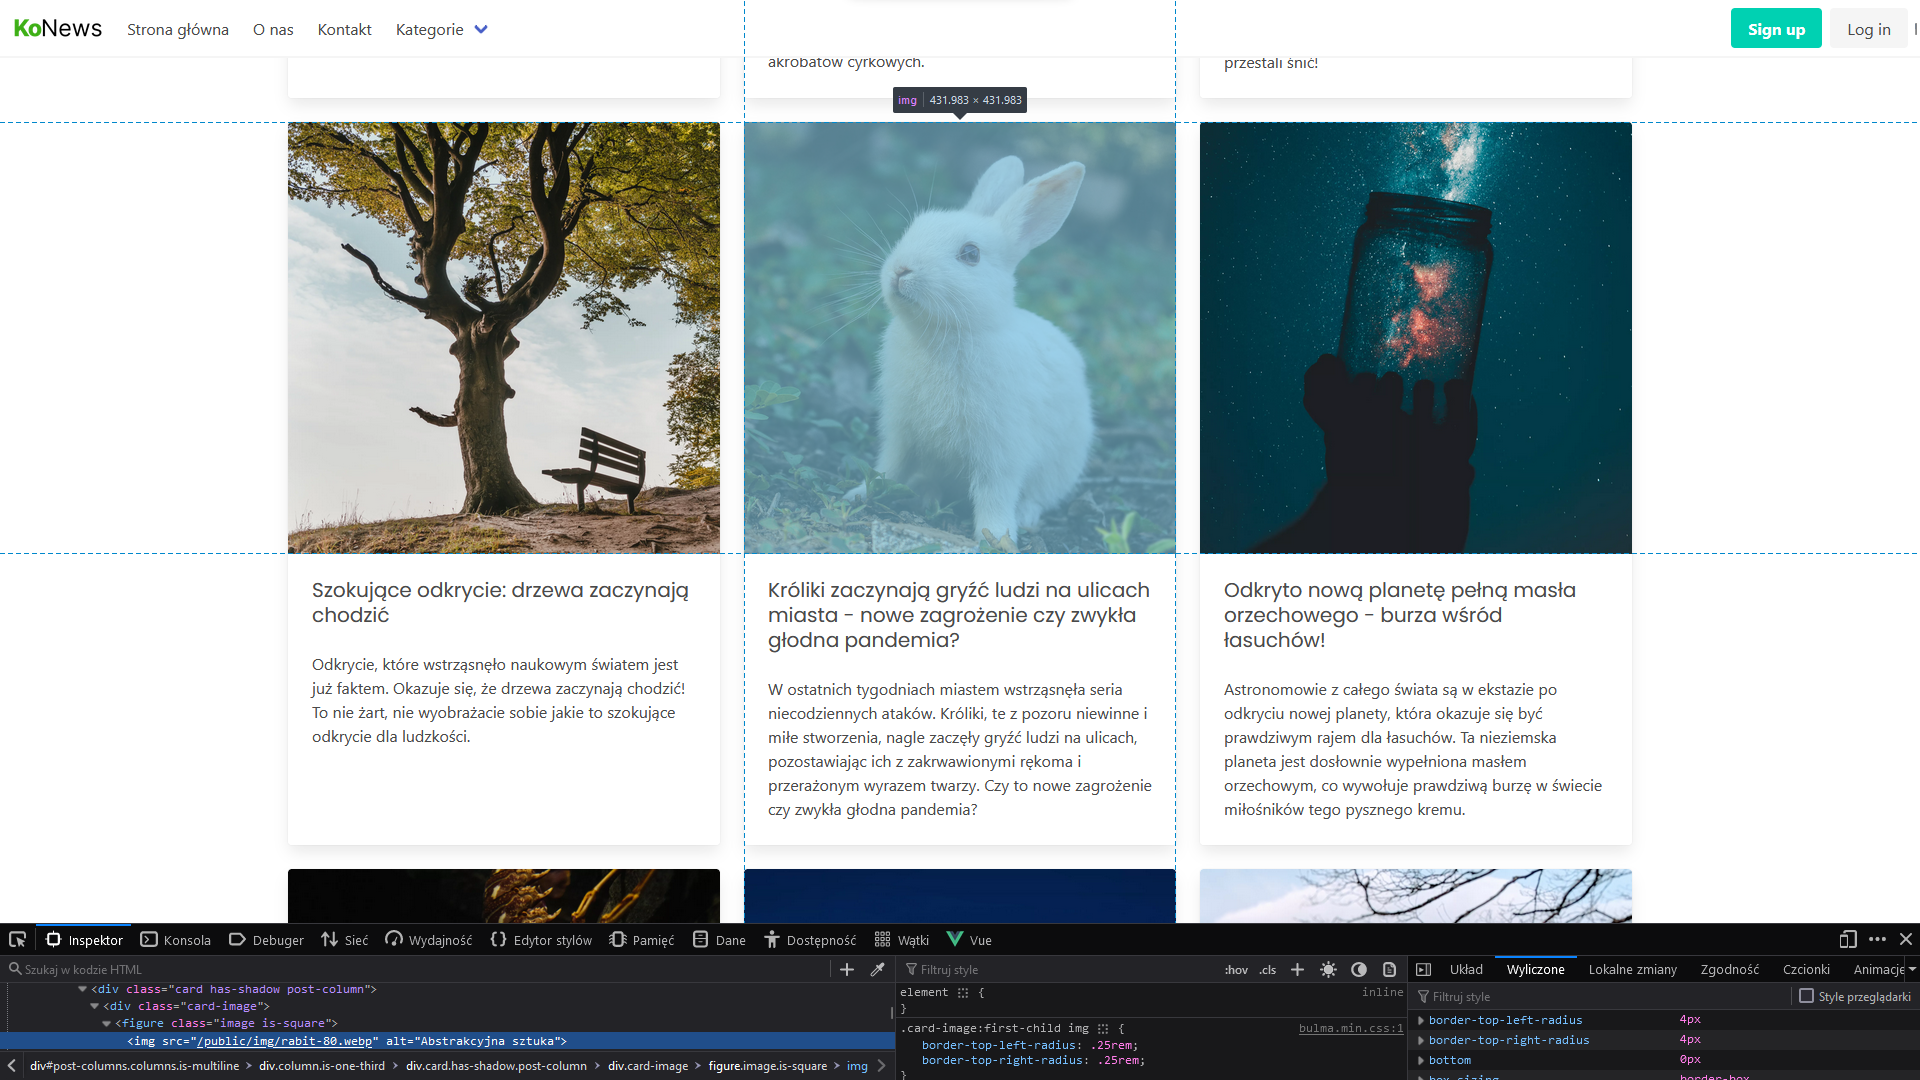 KoNews Strona główna O nas Kontakt Kategorie Sign up Log in
akrobatów cyrkowych.
przestali śnić!
img 431.983 × 431.983
Szokujące odkrycie: drzewa zaczynają
chodzić
Odkrycie, które wstrząsnęło naukowym światem jest
już faktem. Okazuje się, że drzewa zaczynają chodzić!
To nie żart, nie wyobrażacie sobie jakie to szokujące
odkrycie dla ludzkości.
Króliki zaczynają gryźć ludzi na ulicach
miasta - nowe zagrożenie czy zwykła
głodna pandemia?
W ostatnich tygodniach miastem wstrząsnęła seria
niecodziennych ataków. Króliki, te z pozoru niewinne i
miłe stworzenia, nagle zaczęły gryźć ludzi na ulicach,
pozostawiając ich z zakrwawionymi rękoma i
przerażonym wyrazem twarzy. Czy to nowe zagrożenie
czy zwykła głodna pandemia?
Odkryto nową planetę pełną masła
orzechowego - burza wśród
łasuchów!
Astronomowie z całego świata są w ekstazie po
odkryciu nowej planety, która okazuje się być
prawdziwym rajem dla łasuchów. Ta nieziemska
planeta jest dosłownie wypełniona masłem
orzechowym, co wywołuje prawdziwą burzę w świecie
miłośników tego pysznego kremu.
Inspektor Konsola Debuger Sieć Wydajność Edytor stylów Pamięć Dane Dostępność Wątki Vue
Szukaj w kodzie HTML
<div class="card has-shadow post-column">
<div class="card-image">
<figure class="image is-square">
<img src="/public/img/rabit-80.webp" alt="Abstrakcyjna sztuka">
div#post-columns.columns.is-multiline > div.column.is-one-third > div.card.has-shadow.post-column > div.card-image > figure.image.is-square > img
Filtruj style :hov .cls
element { inline
}
.card-image:first-child img { bulma.min.css:1
border-top-left-radius: .25rem;
border-top-right-radius: .25rem;
}
Układ Wyliczone Lokalne zmiany Zgodność Czcionki Animacje
Filtruj style Style przeglądarki
border-top-left-radius 4px
border-top-right-radius 4px
bottom 0px
box-sizing border-box